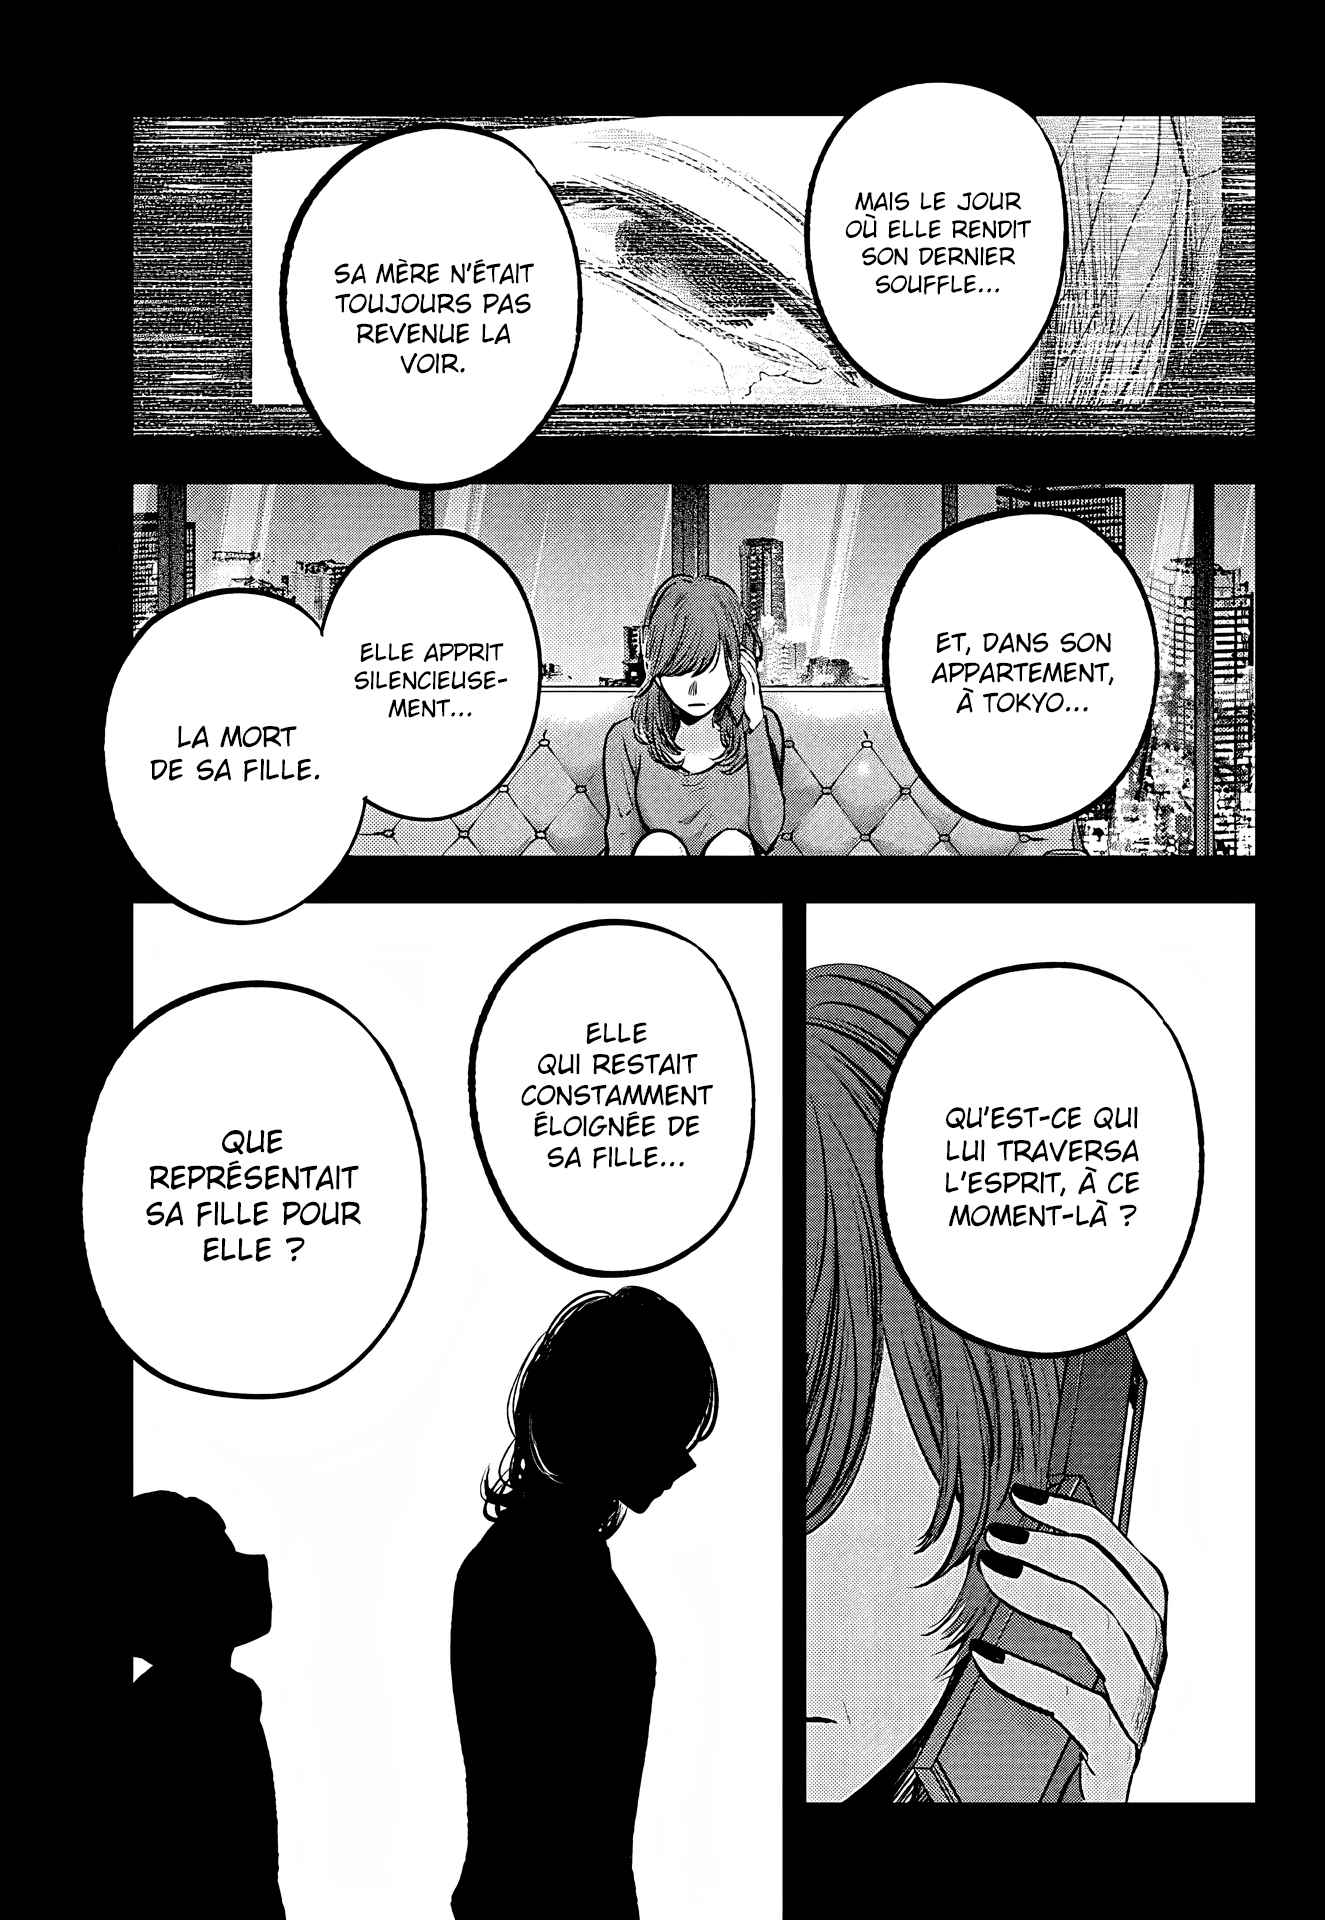 MAIS LE JOUR
OÙ ELLE RENDIT
SON DERNIER
SOUFFLE...
SA MÈRE N'ÉTAIT
TOUJOURS PAS
REVENUE LA
VOIR.
ET, DANS SON
APPARTEMENT,
À TOKYO...
ELLE APPRIT
SILENCIEUSE-
MENT...
LA MORT
DE SA FILLE.
QU'EST-CE QUI
LUI TRAVERSA
L'ESPRIT, À CE
MOMENT-LÀ ?
ELLE
QUI RESTAIT
CONSTAMMENT
ÉLOIGNÉE DE
SA FILLE...
QUE
REPRÉSENTAIT
SA FILLE POUR
ELLE ?